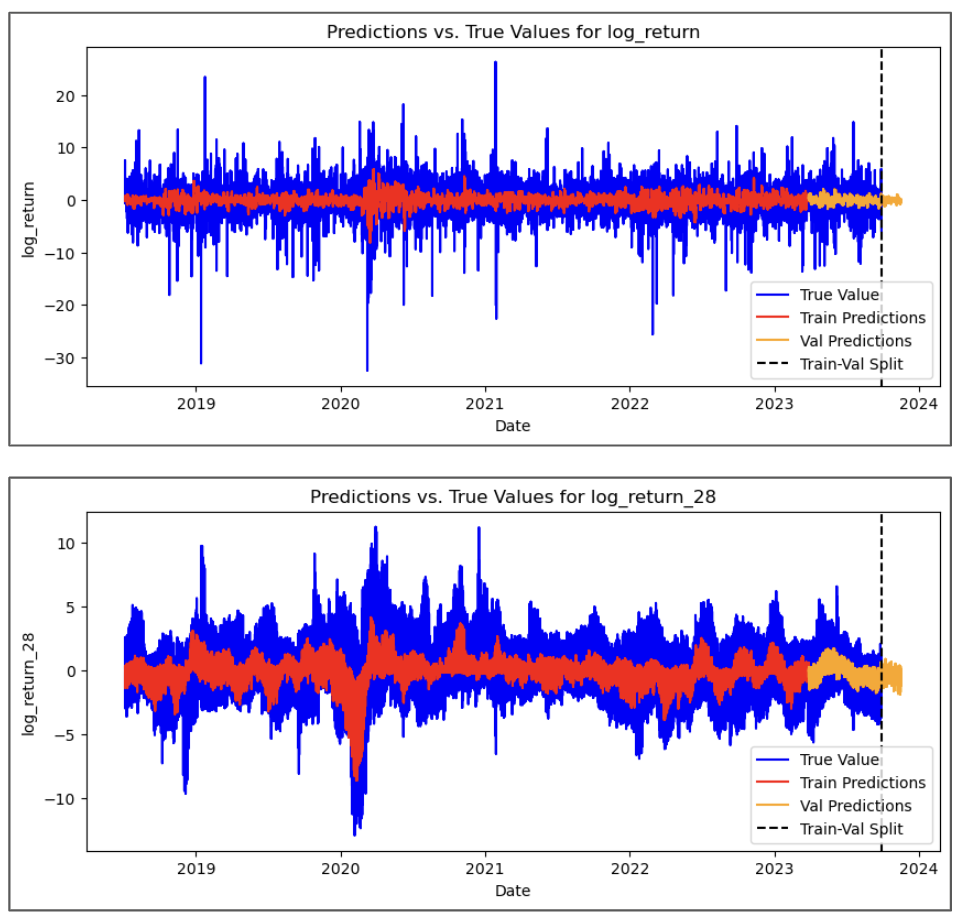 Predictions vs. True Values for log_return
log_return
20
10
0
−10
−20
−30
True Value
Train Predictions
Val Predictions
Train-Val Split
2019 2020 2021 2022 2023 2024
Date
Predictions vs. True Values for log_return_28
log_return_28
10
5
0
−5
−10
True Value
Train Predictions
Val Predictions
Train-Val Split
2019 2020 2021 2022 2023 2024
Date